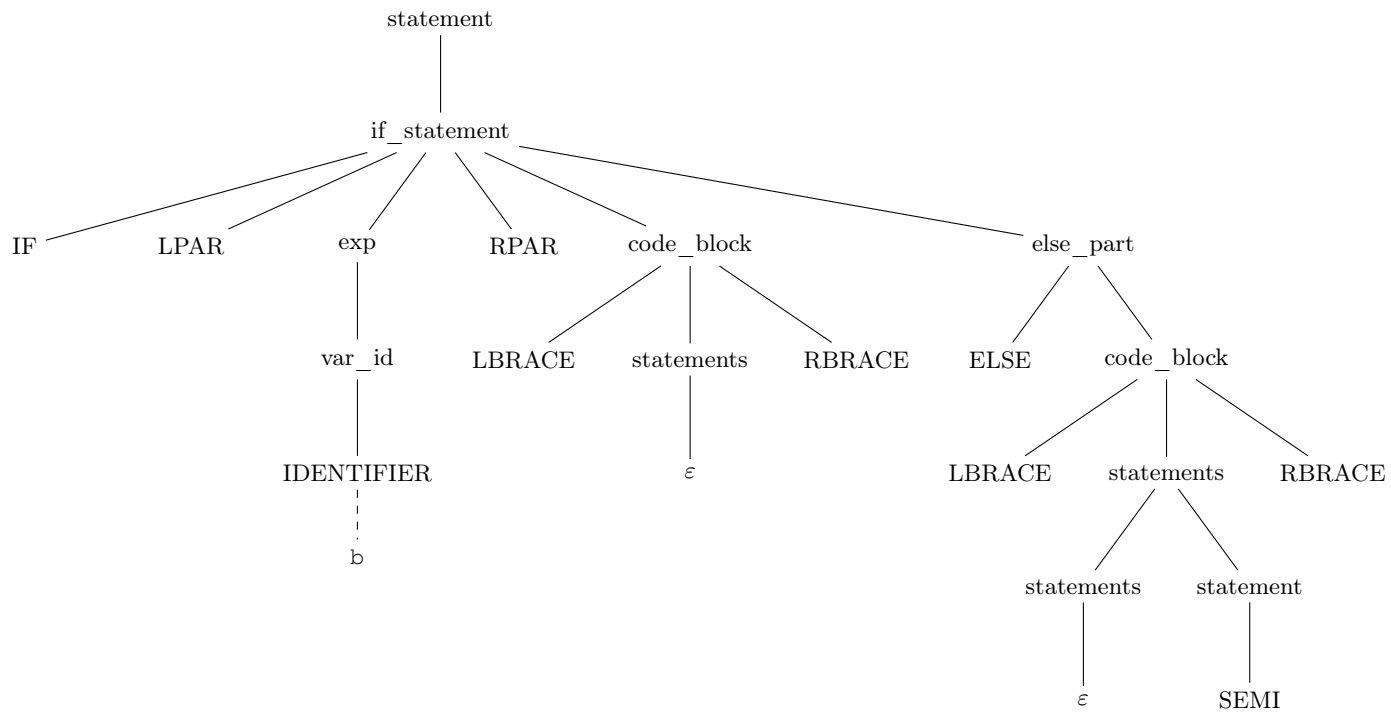 statement
if_statement
IF LPAR exp RPAR code_block else_part
var_id LBRACE statements RBRACE ELSE code_block
IDENTIFIER ε LBRACE statements RBRACE
b
statements statement
ε SEMI